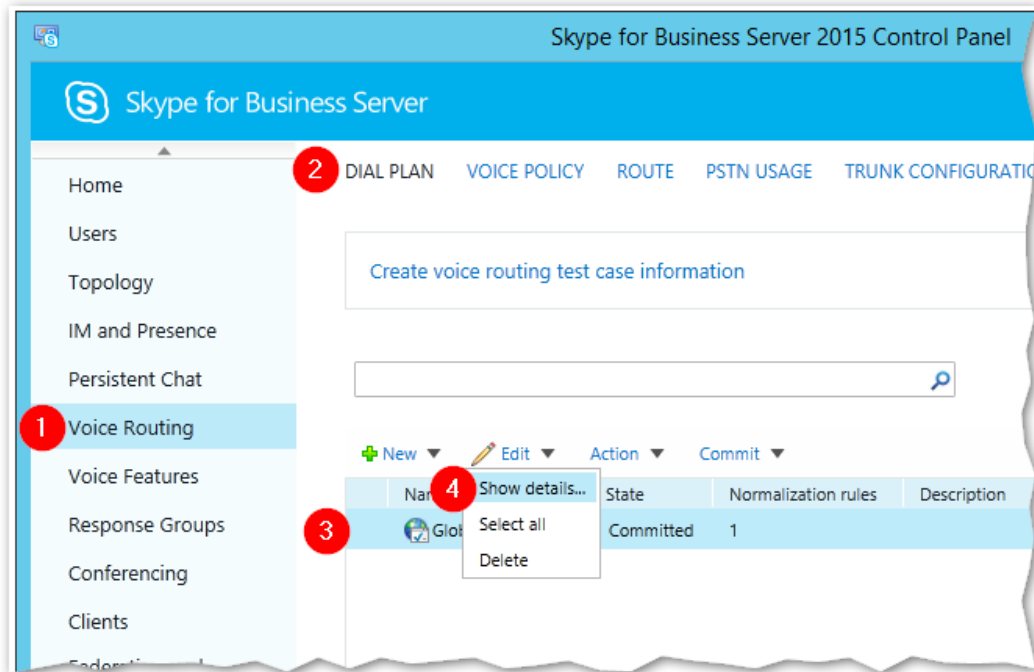 Skype for Business Server 2015 Control Panel
S Skype for Business Server
2 DIAL PLAN VOICE POLICY ROUTE PSTN USAGE TRUNK
Home
Users
Create voice routing test case information
Topology
IM and Presence
Persistent Chat
1 Voice Routing
New Edit Action Commit
Voice Features
4 Show details... State Normalization rules Description
Response Groups
3 Select all Committed 1
Delete
Conferencing
Clients